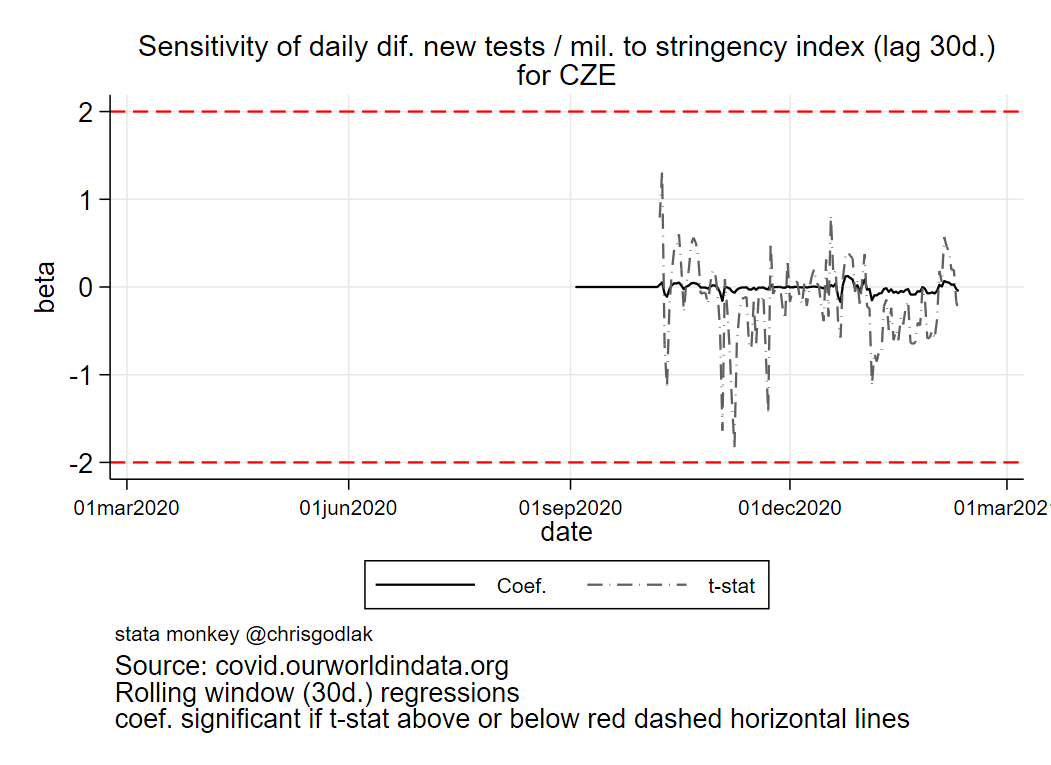 Sensitivity of daily dif. new tests / mil. to stringency index (lag 30d.)
for CZE
2
1
0
-1
-2
beta
01mar2020 01jun2020 01sep2020 01dec2020 01mar202
date
Coef. t-stat
stata monkey @chrisgodlak
Source: covid.ourworldindata.org
Rolling window (30d.) regressions
coef. significant if t-stat above or below red dashed horizontal lines